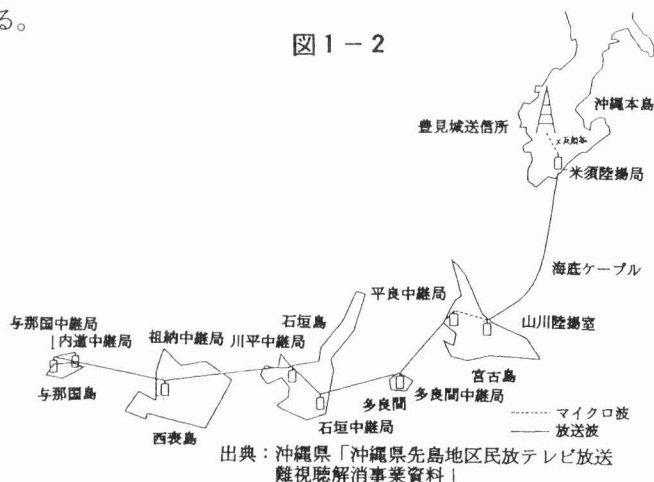 る。
図1-2
沖縄本島
豊見城送信所
米須陸揚局
海底ケーブル
平良中継局
山川陸揚室
石垣島
与那国中継局
祖納中継局
川平中継局
内道中継局
宮古島
与那国島
多良間
多良間中継局
石垣中継局
西表島
マイクロ波
放送波
出典:沖縄県「沖縄県先島地区民放テレビ放送
難視聴解消事業資料」